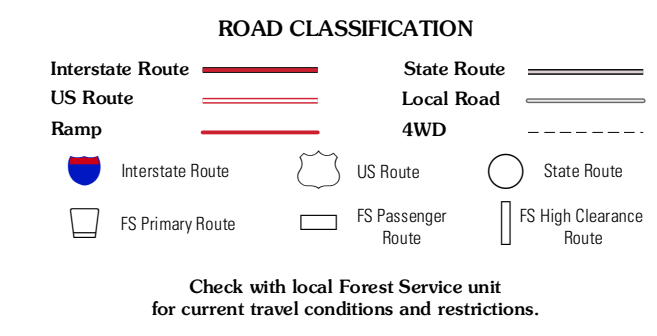 ROAD CLASSIFICATION
Interstate Route
State Route
US Route
Local Road
Ramp
4WD
Interstate Route
US Route
State Route
FS Primary Route
FS Passenger
Route
FS High Clearance
Route
Check with local Forest Service unit
for current travel conditions and restrictions.